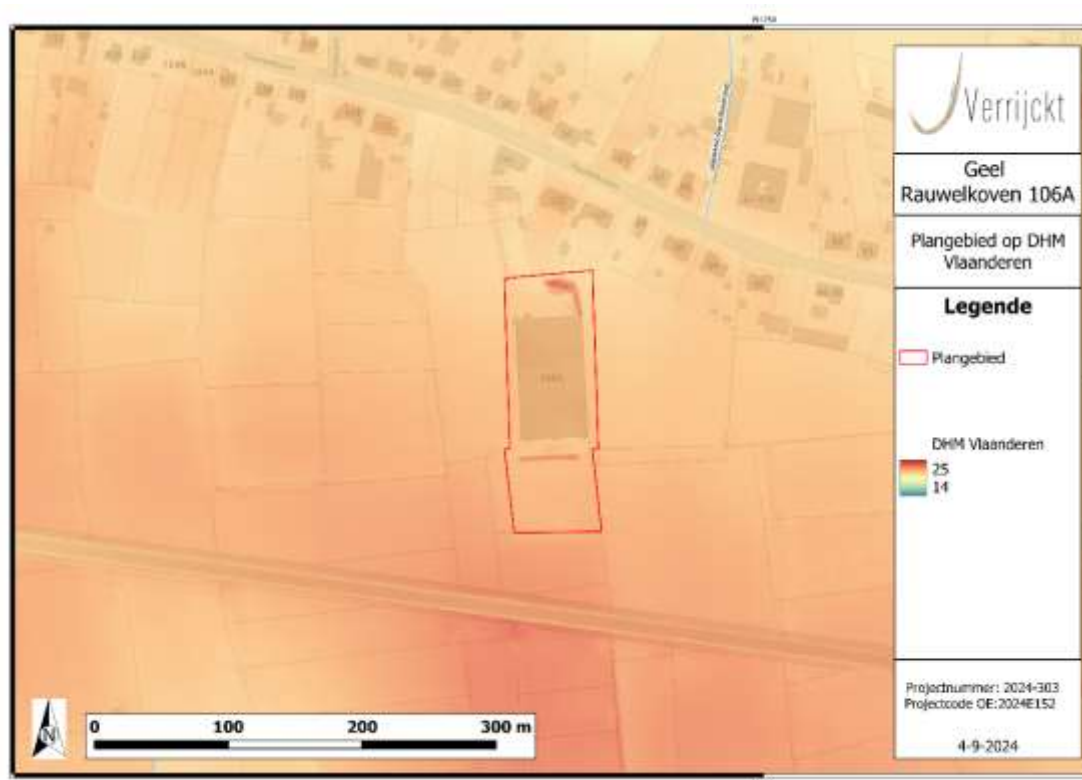 Verrijckt
Geel
Rauwelkoven 106A
Plangebied op DHM
Vlaanderen
Legende
Plangebied
DHM Vlaanderen
25
14
Projectnummer: 2024-303
Projectcode OE:2024E152
4-9-2024
N
0 100 200 300 m